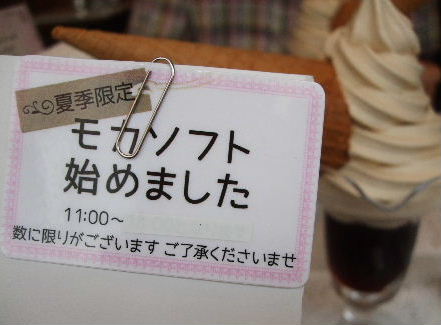 夏季限定
モカソフト
始めました
11:00～
数に限りがございます ご了承くださいませ